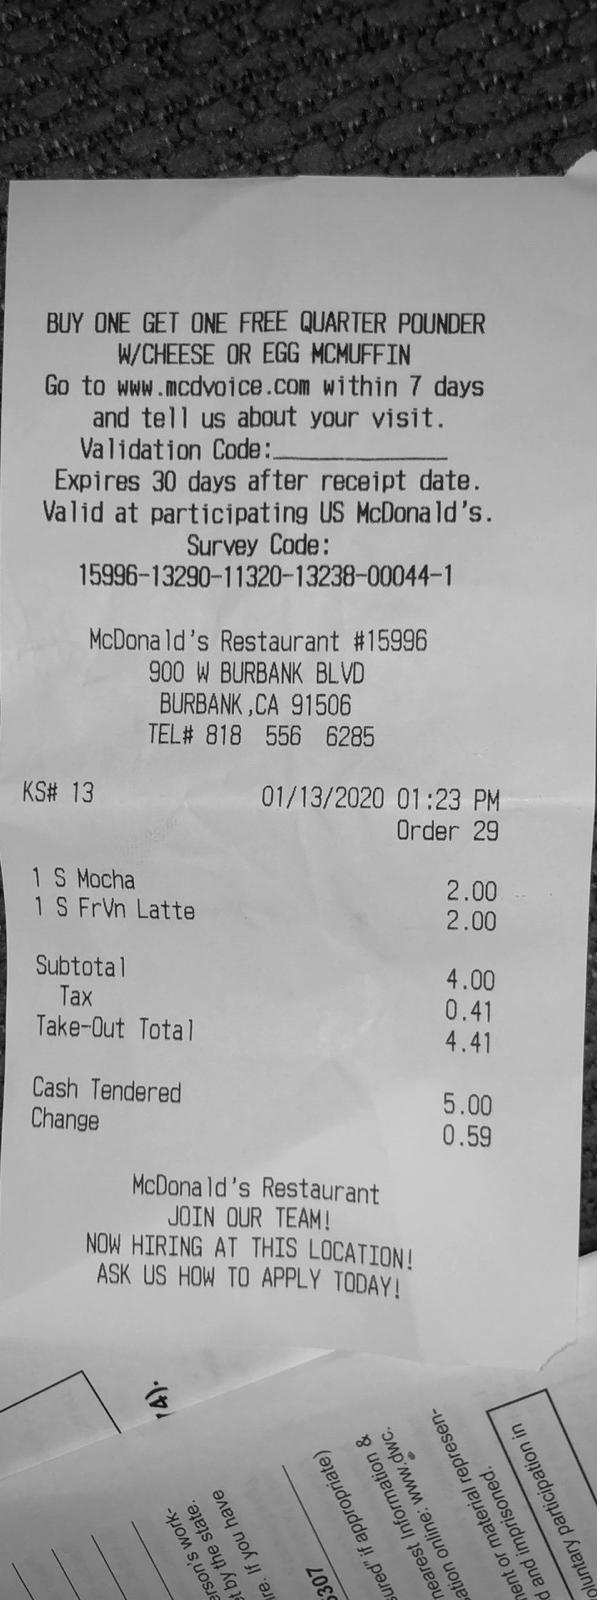 BUY ONE GET ONE FREE QUARTER POUNDER
W/CHEESE OR EGG MCMUFFIN
Go to www.mcdvoice.com within 7 days
and tell us about your visit.
Validation Code:____________
Expires 30 days after receipt date.
Valid at participating US McDonald's.
Survey Code:
15996-13290-11320-13238-00044-1
McDonald's Restaurant #15996
900 W BURBANK BLVD
BURBANK,CA 91506
TEL# 818 556 6285
KS# 13 01/13/2020 01:23 PM
Order 29
1 S Mocha 2.00
1 S FrVn Latte 2.00
Subtotal 4.00
Tax 0.41
Take-Out Total 4.41
Cash Tendered 5.00
Change 0.59
McDonald's Restaurant
JOIN OUR TEAM!
NOW HIRING AT THIS LOCATION!
ASK US HOW TO APPLY TODAY!
4).
erson's work-
t by the state.
re. If you have
5307
sured" if appropriate)
nearest Information &
ation online: www.dwc.
ment or material represen-
d and imprisoned.
oluntary participation in